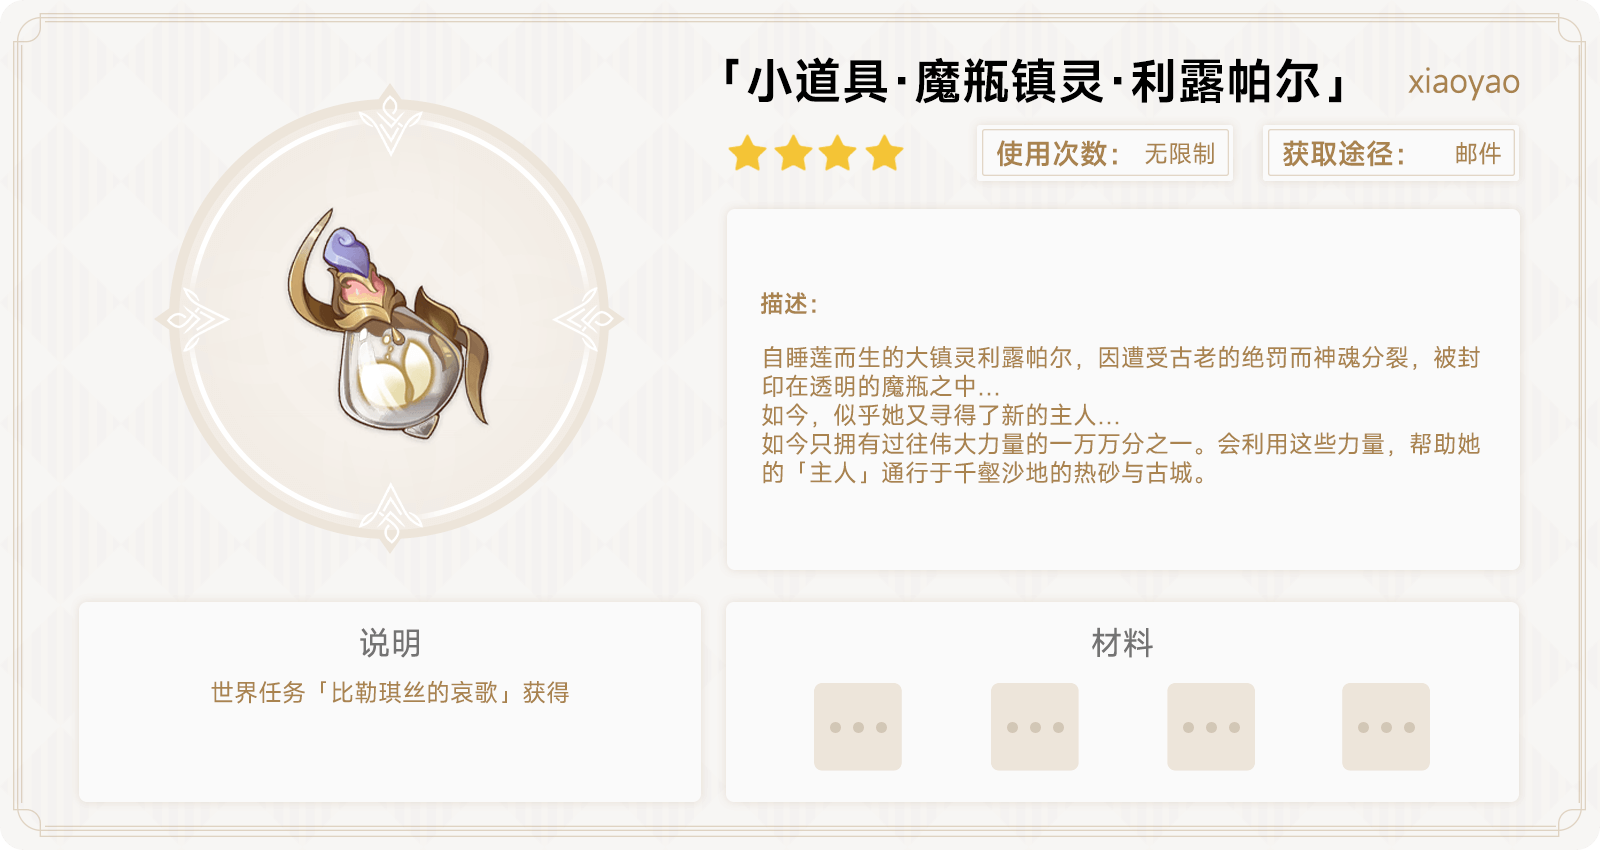 「小道具·魔瓶镇灵·利露帕尔」
xiaoyao
使用次数： 无限制
获取途径： 邮件
描述：
自睡莲而生的大镇灵利露帕尔，因遭受古老的绝罚而神魂分裂，被封
印在透明的魔瓶之中...
如今，似乎她又寻得了新的主人...
如今只拥有过往伟大力量的一万万分之一。会利用这些力量，帮助她
的「主人」通行于千壑沙地的热砂与古城。
说明
世界任务「比勒琪丝的哀歌」获得
材料